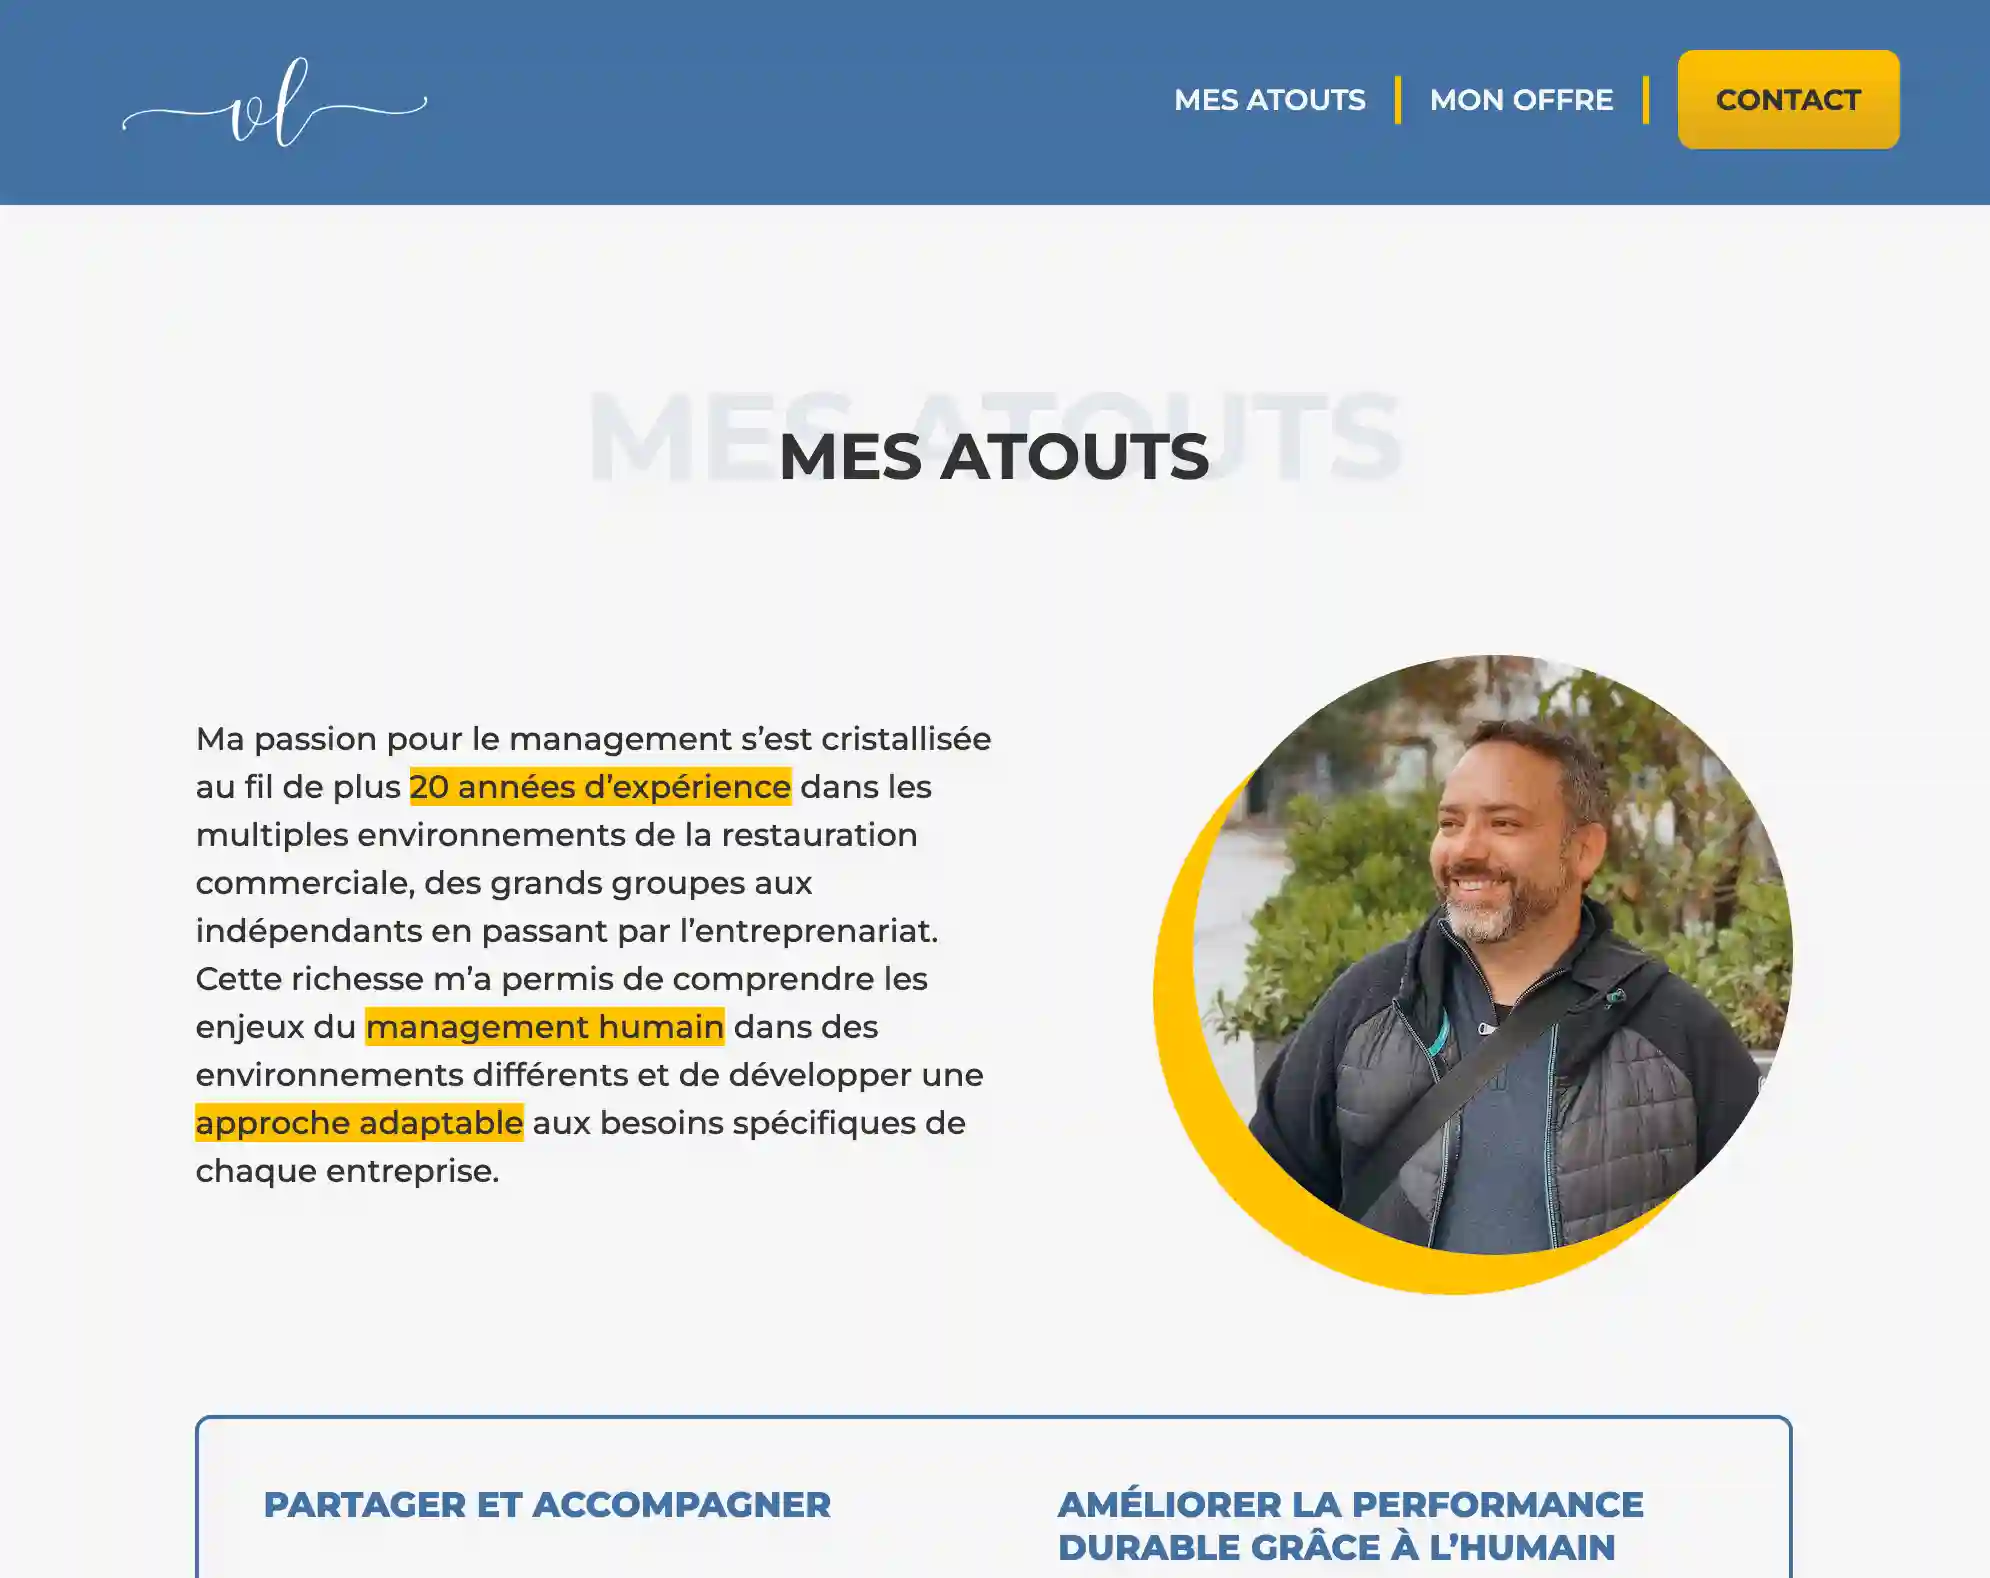 vl
MES ATOUTS
MON OFFRE
CONTACT
MES ATOUTS
MES ATOUTS
Ma passion pour le management s’est cristallisée
au fil de plus 20 années d’expérience dans les
multiples environnements de la restauration
commerciale, des grands groupes aux
indépendants en passant par l’entreprenariat.
Cette richesse m’a permis de comprendre les
enjeux du management humain dans des
environnements différents et de développer une
approche adaptable aux besoins spécifiques de
chaque entreprise.
PARTAGER ET ACCOMPAGNER
AMÉLIORER LA PERFORMANCE
DURABLE GRÂCE À L’HUMAIN